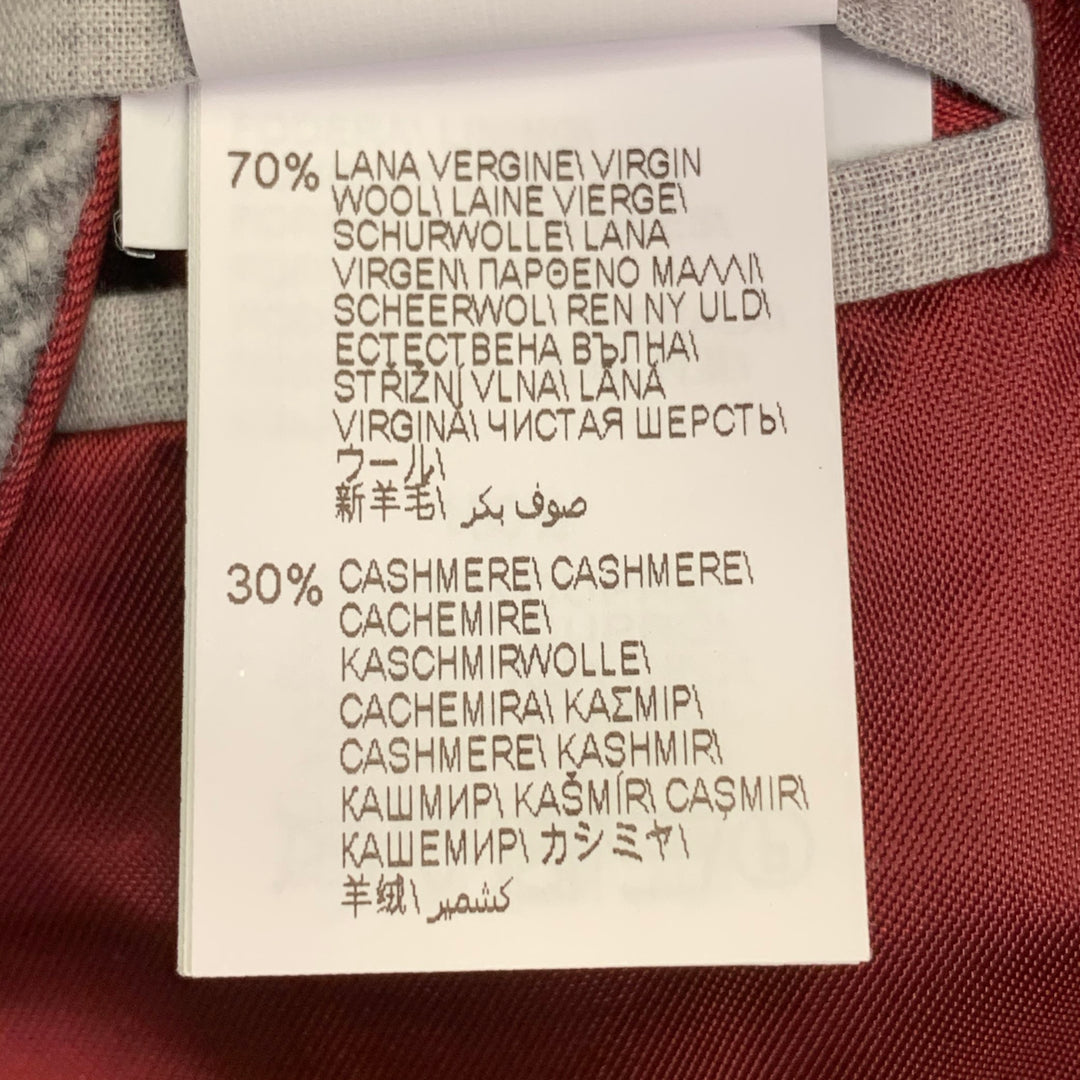 70% LANA VERGINE\ VIRGIN
WOOL\ LAINE VIERGE\
SCHURWOLLE\ LANA
VIRGEN\ ΠΑΡΘΕΝΟ ΜΑΛΛΙ\
SCHEERWOL\ REN NY ULD\
ЕСТЕСТВЕНА ВЪЛНА\
STŘIŽNÍ VLNA\ LÂNĂ
VIRGINĂ\ ЧИСТАЯ ШЕРСТЬ\
ウール\
新羊毛\ صوف بكر
30% CASHMERE\ CASHMERE\
CACHEMIRE\
KASCHMIRWOLLE\
CACHEMIRA\ ΚΑΣΜΙΡ\
CASHMERE\ KASHMIR\
КАШМИР\ KAŠMÍR\ CAȘMIR\
КАШЕМИР\ カシミヤ\
羊绒\ كشمير